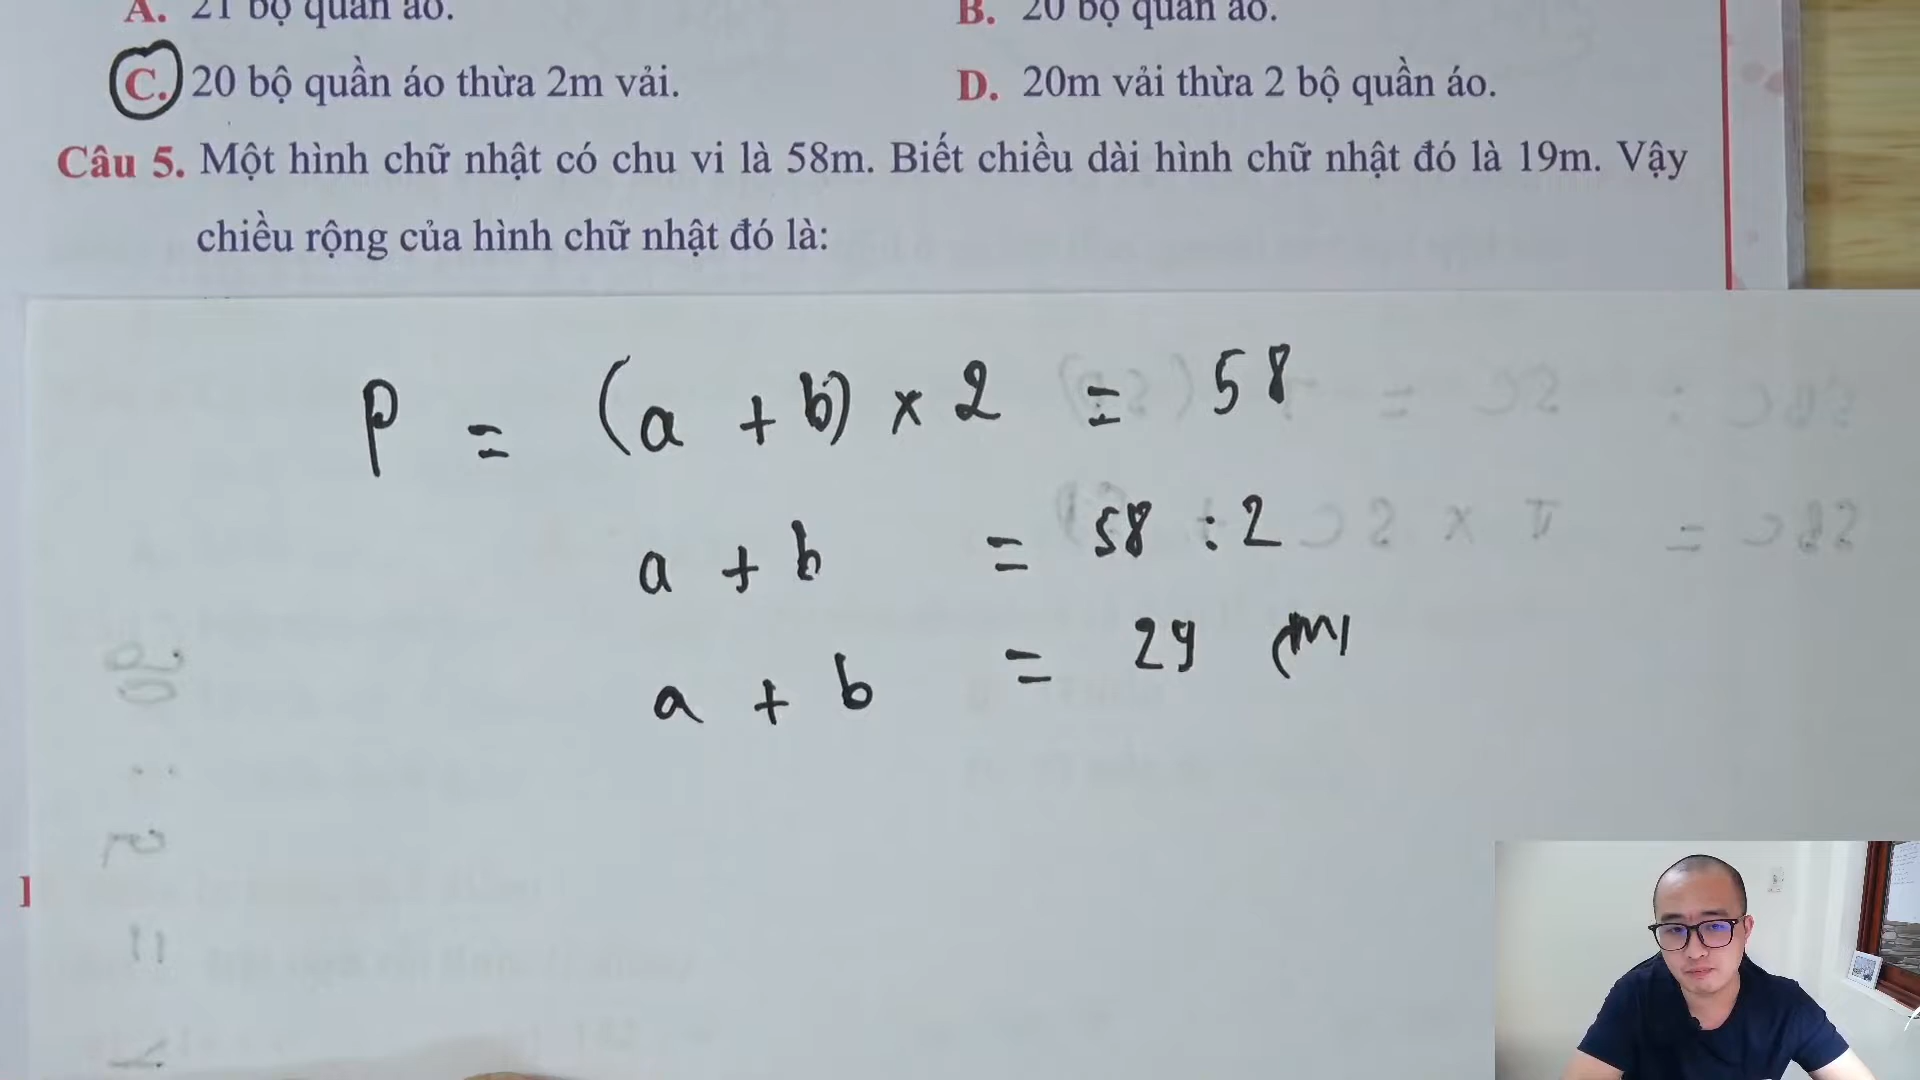 A. 21 bộ quần áo.
B. 20 bộ quần áo.
C. 20 bộ quần áo thừa 2m vải.
D. 20m vải thừa 2 bộ quần áo.
Câu 5. Một hình chữ nhật có chu vi là 58m. Biết chiều dài hình chữ nhật đó là 19m. Vậy
chiều rộng của hình chữ nhật đó là:
P = (a + b) × 2 = 58
a + b = 58 : 2
a + b = 29 (m)